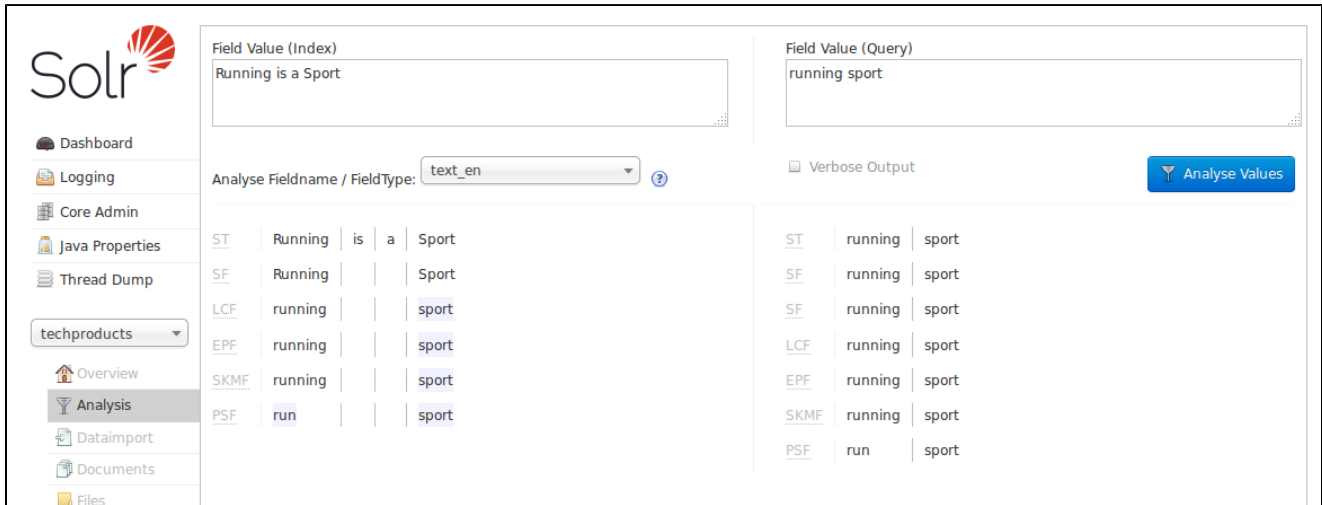 Solr
Dashboard
Logging
Core Admin
Java Properties
Thread Dump
techproducts
Overview
Analysis
Dataimport
Documents
Files
Field Value (Index)
Running is a Sport
Field Value (Query)
running sport
Analyse Fieldname / FieldType: text_en ?
Verbose Output
Analyse Values
ST Running is a Sport
SF Running Sport
LCF running sport
EPF running sport
SKMF running sport
PSF run sport
ST running sport
SF running sport
SF running sport
LCF running sport
EPF running sport
SKMF running sport
PSF run sport